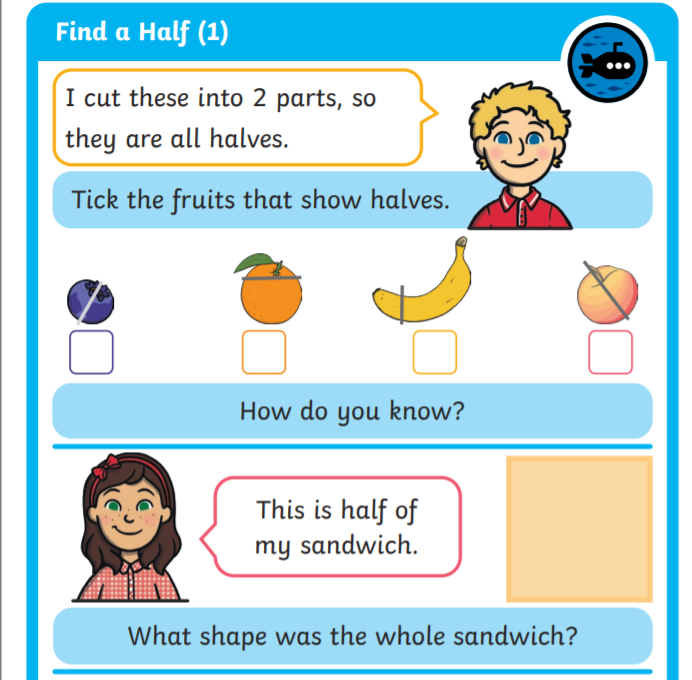 Find a Half (1)
I cut these into 2 parts, so
they are all halves.
Tick the fruits that show halves.
How do you know?
This is half of
my sandwich.
What shape was the whole sandwich?